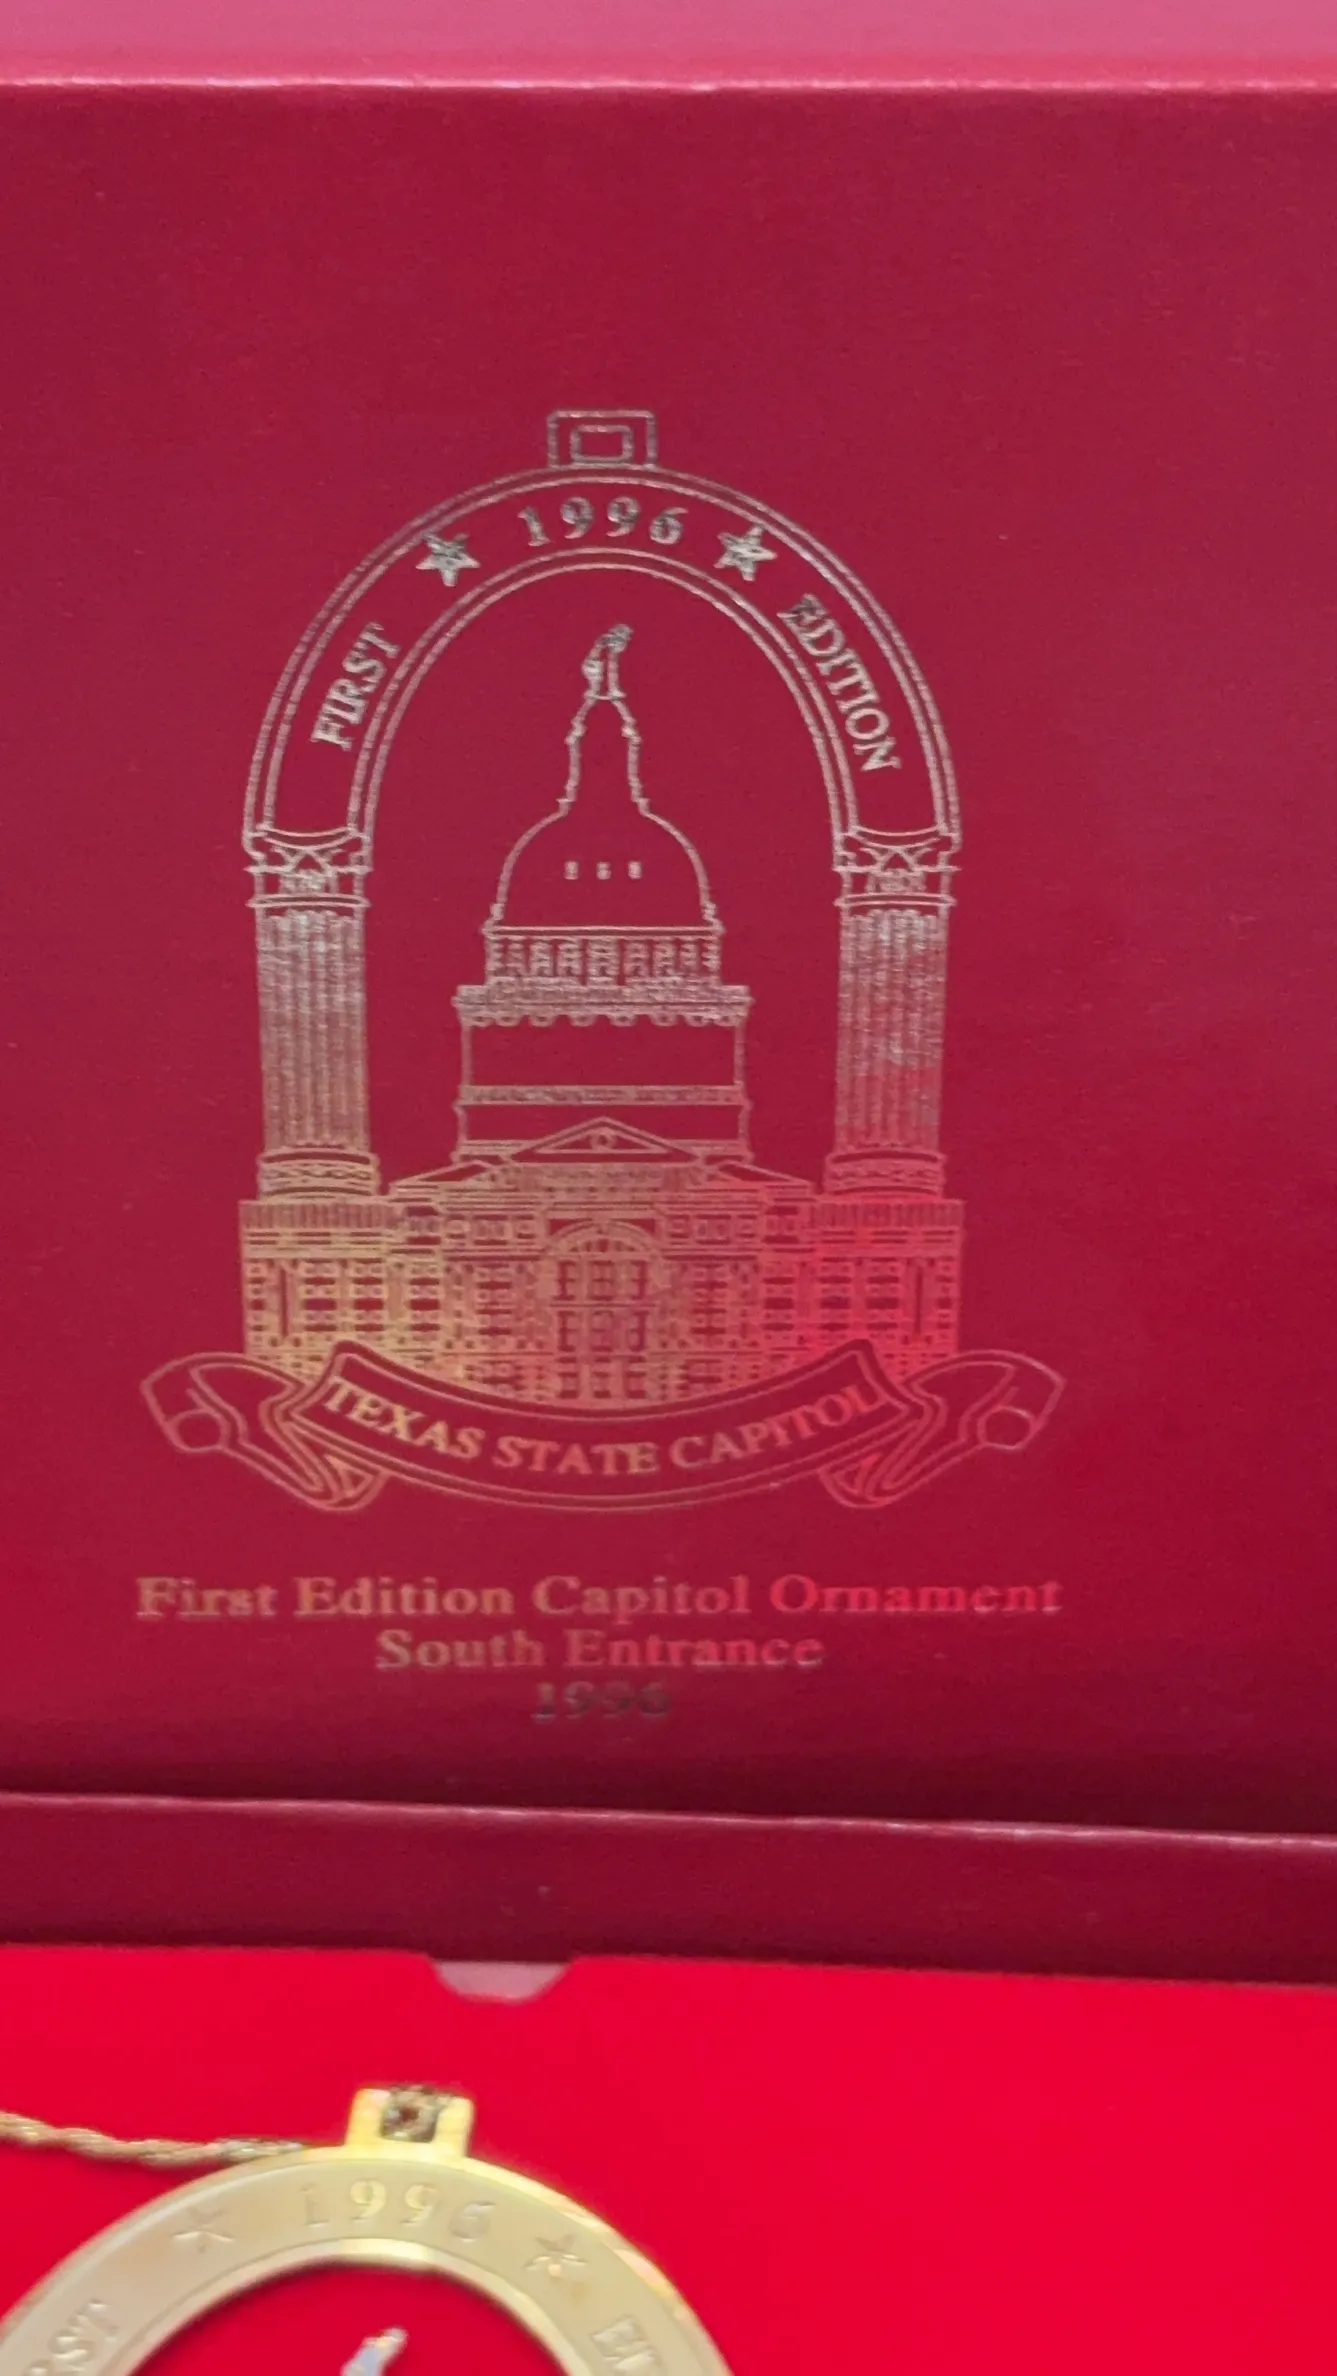 1996
FIRST EDITION
TEXAS STATE CAPITOL
First Edition Capitol Ornament
South Entrance
1996
1996